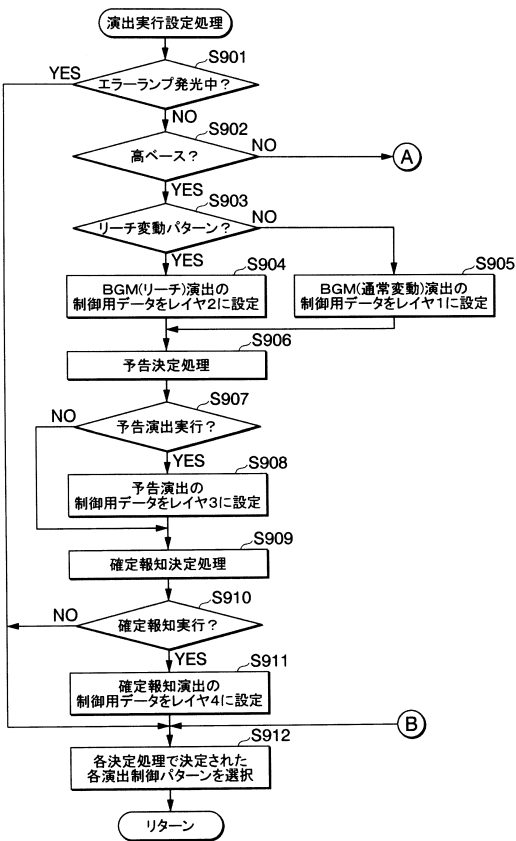 演出実行設定処理
S901
エラーランプ発光中？
YES
NO
S902
高ベース？
NO
A
YES
S903
リーチ変動パターン？
NO
YES
S904
BGM(リーチ)演出の
制御用データをレイヤ2に設定
S905
BGM(通常変動)演出の
制御用データをレイヤ1に設定
S906
予告決定処理
S907
予告演出実行？
NO
YES
S908
予告演出の
制御用データをレイヤ3に設定
S909
確定報知決定処理
S910
確定報知実行？
NO
YES
S911
確定報知演出の
制御用データをレイヤ4に設定
B
S912
各決定処理で決定された
各演出制御パターンを選択
リターン